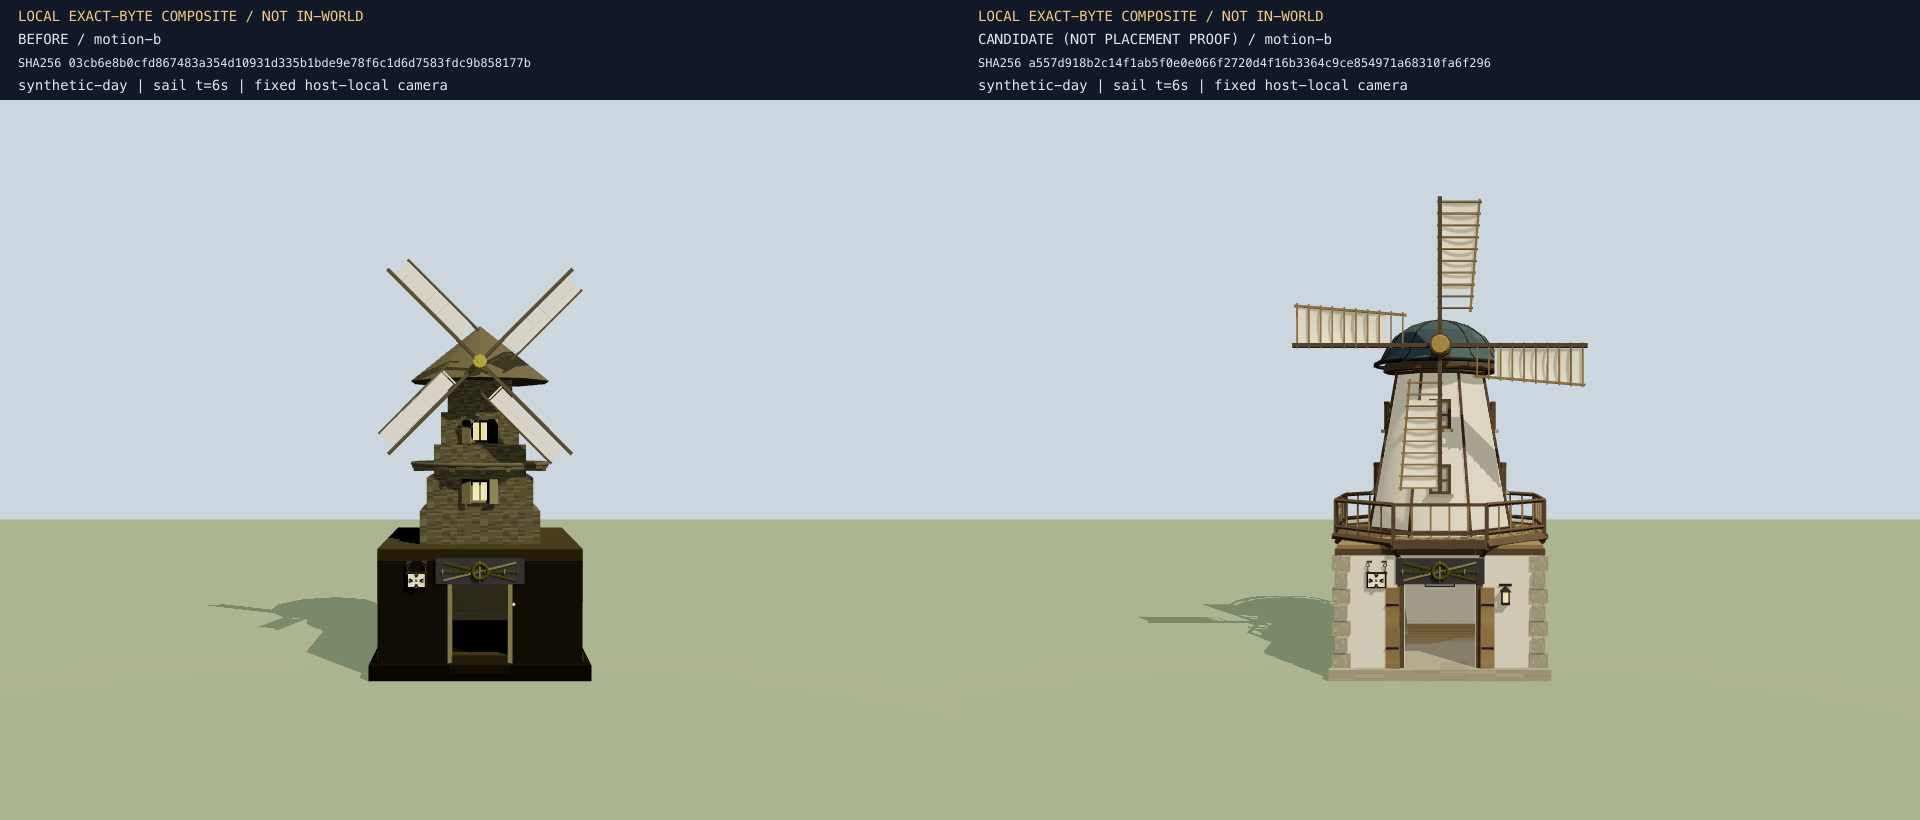 LOCAL EXACT-BYTE COMPOSITE / NOT IN-WORLD
BEFORE / motion-b
SHA256 03cb6e8b0cfd867483a354d10931d335b1bde9e78f6c1d6d7583fdc9b858177b
synthetic-day | sail t=6s | fixed host-local camera
LOCAL EXACT-BYTE COMPOSITE / NOT IN-WORLD
CANDIDATE (NOT PLACEMENT PROOF) / motion-b
SHA256 a557d918b2c14f1ab5f0e0e066f2720d4f16b3364c9ce854971a68310fa6f296
synthetic-day | sail t=6s | fixed host-local camera